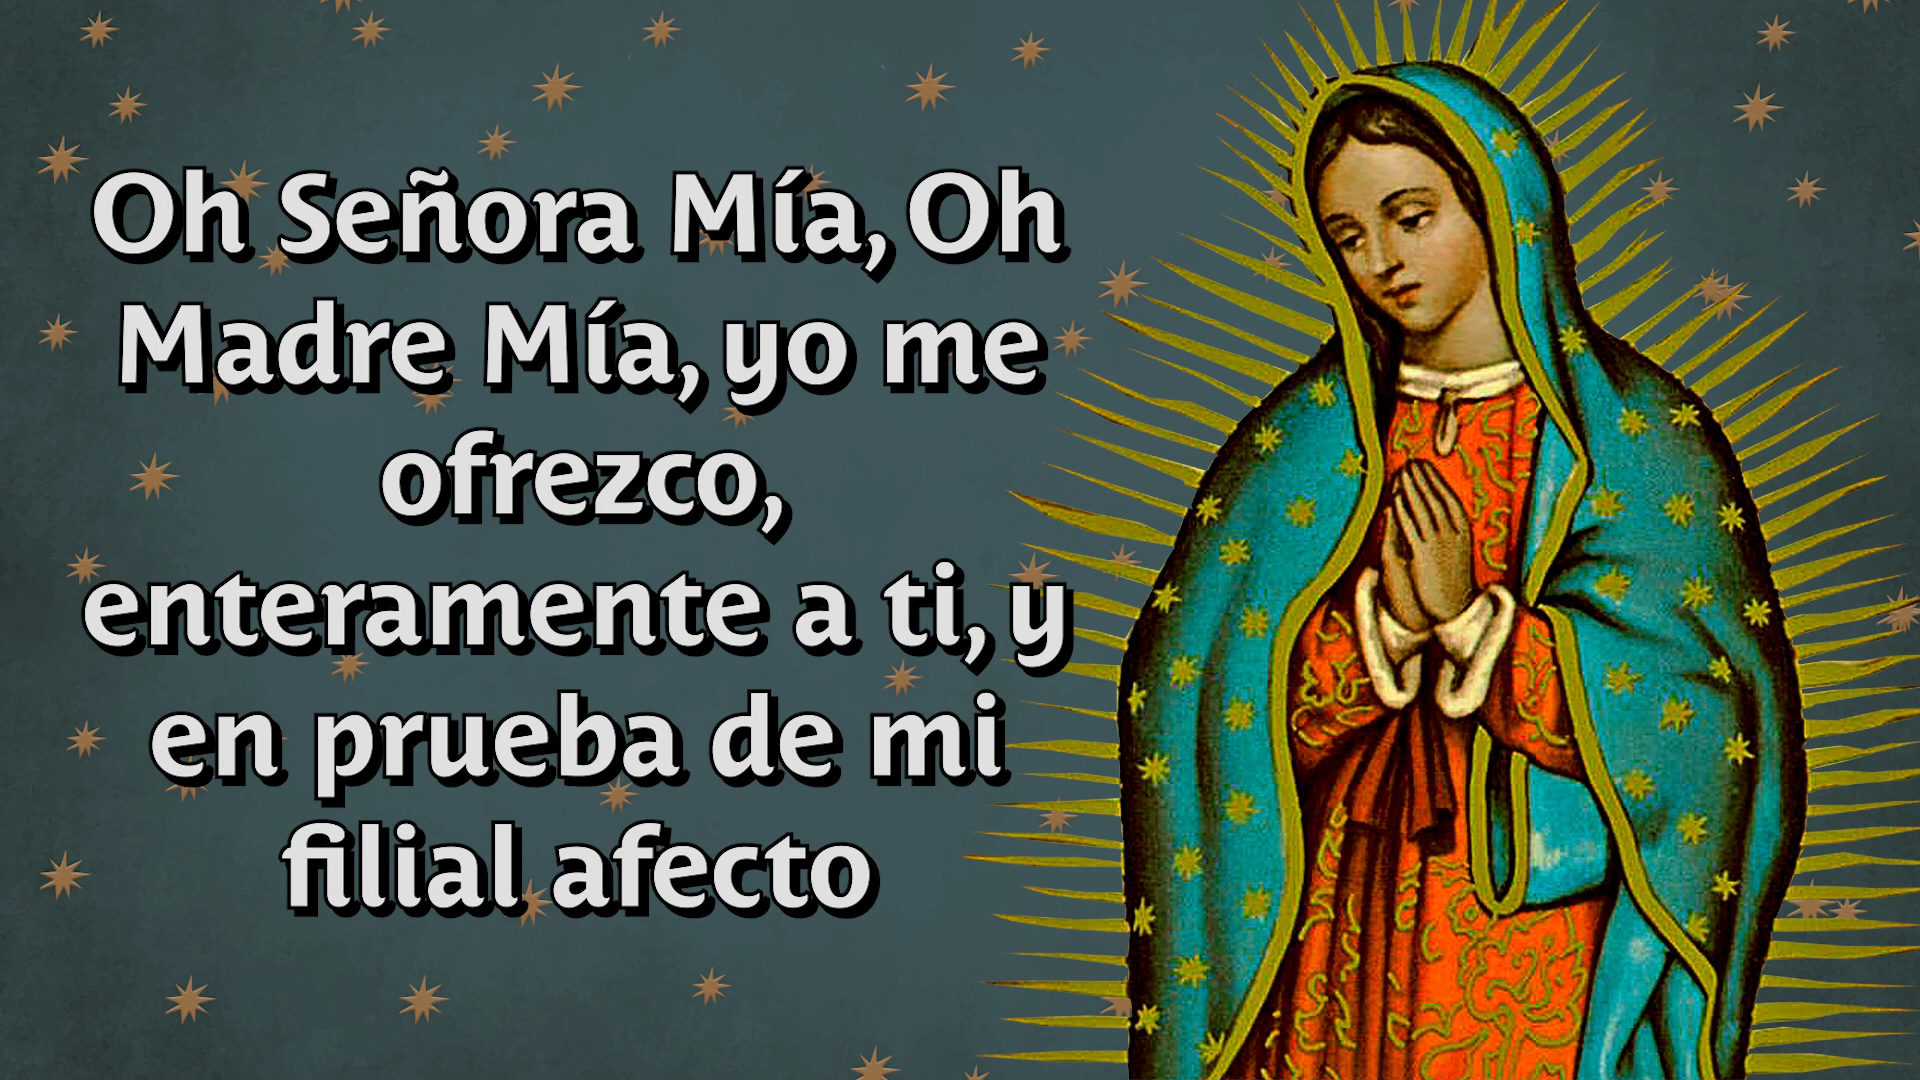 Oh Señora Mía, Oh
Madre Mía, yo me
ofrezco,
enteramente a ti, y
en prueba de mi
filial afecto